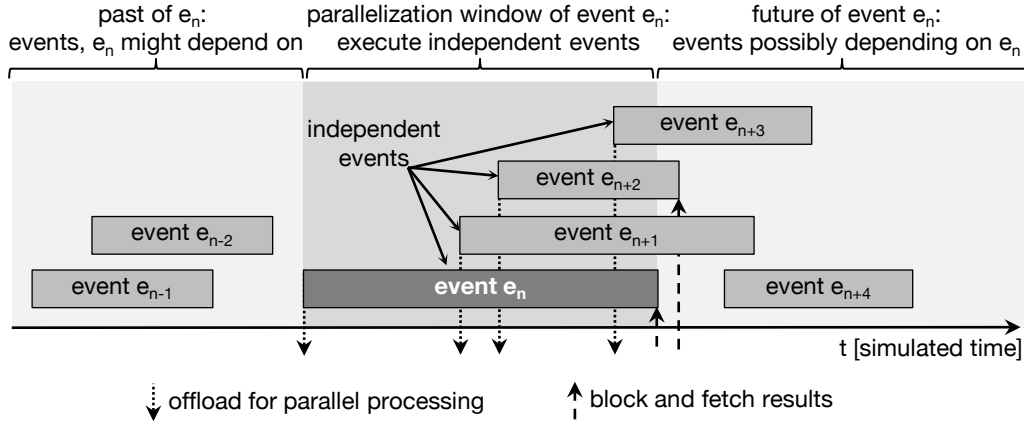 past of eₙ:
events, eₙ might depend on
parallelization window of event eₙ:
execute independent events
future of event eₙ:
events possibly depending on eₙ
independent
events
event eₙ₊₃
event eₙ₊₂
event eₙ₋₂
event eₙ₊₁
event eₙ₋₁
event eₙ
event eₙ₊₄
t [simulated time]
offload for parallel processing
block and fetch results